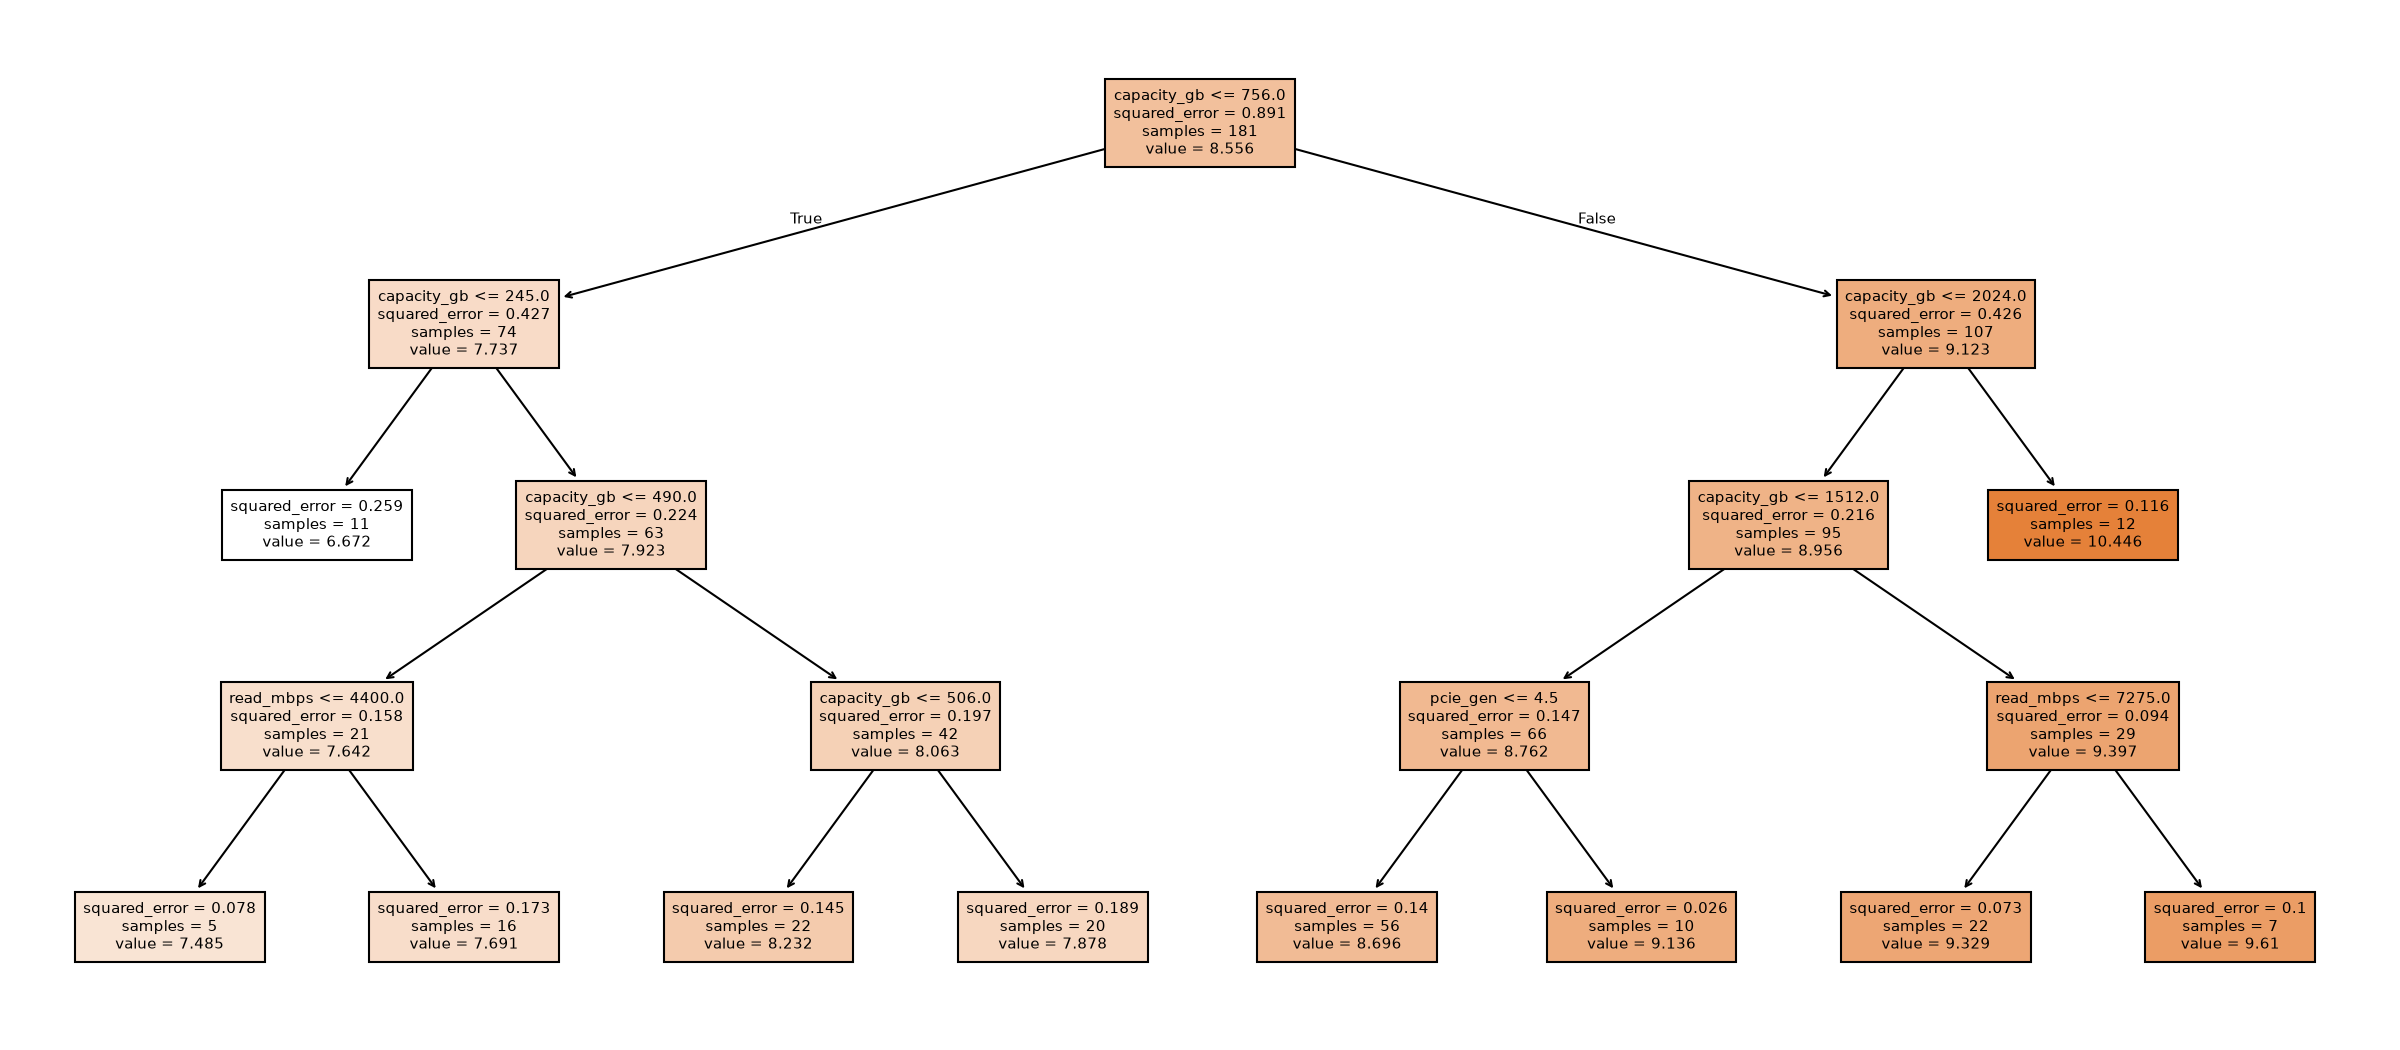 capacity_gb <= 756.0
squared_error = 0.891
samples = 181
value = 8.556
True
False
capacity_gb <= 245.0
squared_error = 0.427
samples = 74
value = 7.737
capacity_gb <= 2024.0
squared_error = 0.426
samples = 107
value = 9.123
squared_error = 0.259
samples = 11
value = 6.672
capacity_gb <= 490.0
squared_error = 0.224
samples = 63
value = 7.923
capacity_gb <= 1512.0
squared_error = 0.216
samples = 95
value = 8.956
squared_error = 0.116
samples = 12
value = 10.446
read_mbps <= 4400.0
squared_error = 0.158
samples = 21
value = 7.642
capacity_gb <= 506.0
squared_error = 0.197
samples = 42
value = 8.063
pcie_gen <= 4.5
squared_error = 0.147
samples = 66
value = 8.762
read_mbps <= 7275.0
squared_error = 0.094
samples = 29
value = 9.397
squared_error = 0.078
samples = 5
value = 7.485
squared_error = 0.173
samples = 16
value = 7.691
squared_error = 0.145
samples = 22
value = 8.232
squared_error = 0.189
samples = 20
value = 7.878
squared_error = 0.14
samples = 56
value = 8.696
squared_error = 0.026
samples = 10
value = 9.136
squared_error = 0.073
samples = 22
value = 9.329
squared_error = 0.1
samples = 7
value = 9.61